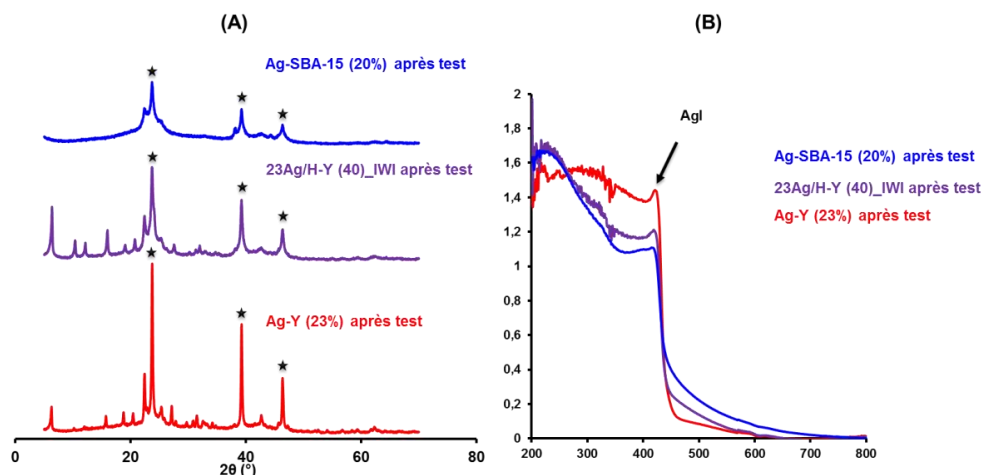 (A)
Ag-SBA-15 (20%) après test
23Ag/H-Y (40)_IWI après test
Ag-Y (23%) après test
0
20
40
60
80
2θ (°)
(B)
AgI
Ag-SBA-15 (20%) après test
23Ag/H-Y (40)_IWI après test
Ag-Y (23%) après test
2
1,8
1,6
1,4
1,2
1
0,8
0,6
0,4
0,2
0
200
300
400
500
600
700
800